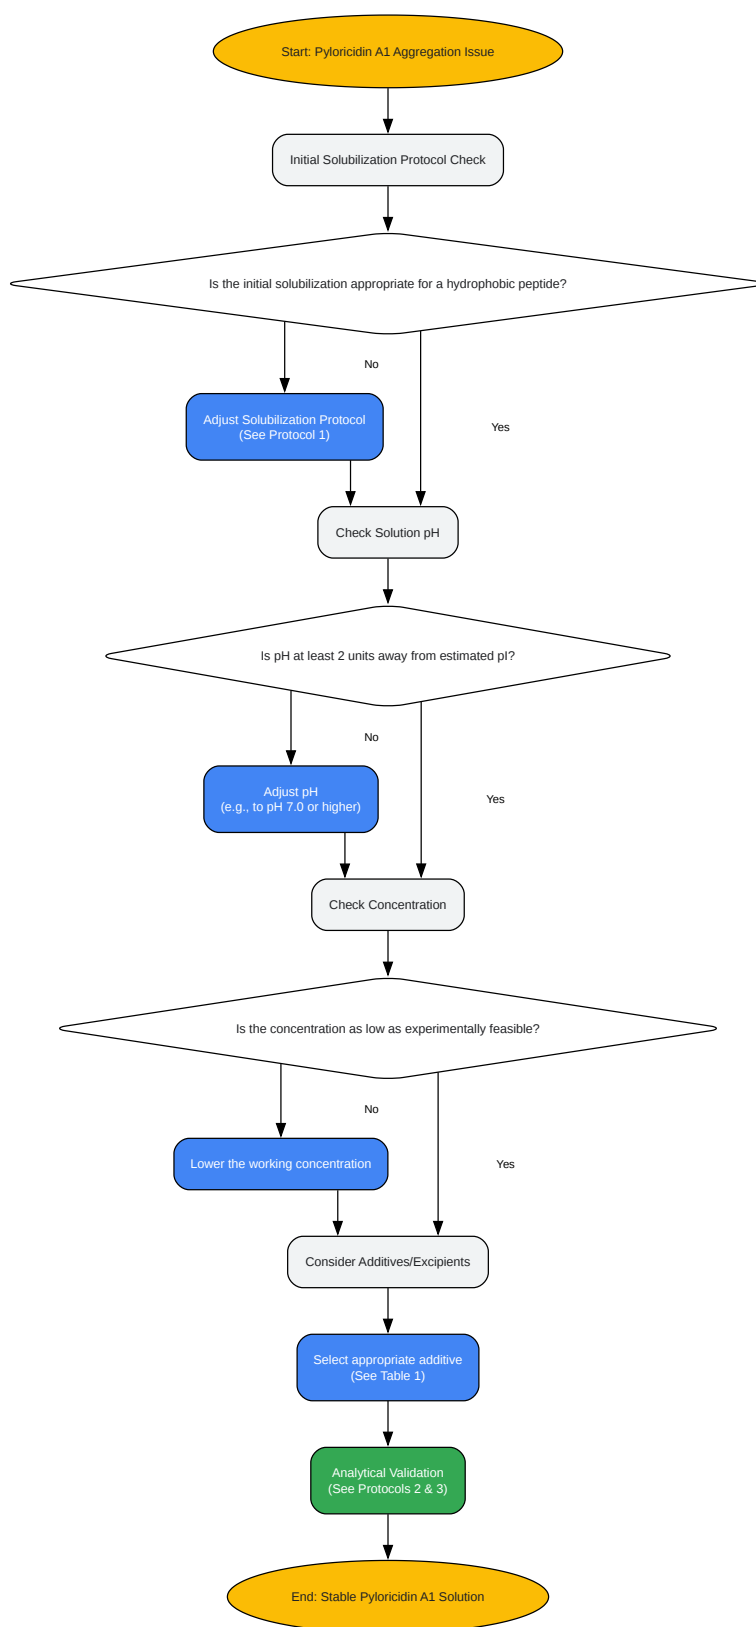 Start: Pyloricidin A1 Aggregation Issue
Initial Solubilization Protocol Check
Is the initial solubilization appropriate for a hydrophobic peptide?
No
Adjust Solubilization Protocol
(See Protocol 1)
Yes
Check Solution pH
Is pH at least 2 units away from estimated pI?
No
Adjust pH
(e.g., to pH 7.0 or higher)
Yes
Check Concentration
Is the concentration as low as experimentally feasible?
No
Lower the working concentration
Yes
Consider Additives/Excipients
Select appropriate additive
(See Table 1)
Analytical Validation
(See Protocols 2 & 3)
End: Stable Pyloricidin A1 Solution